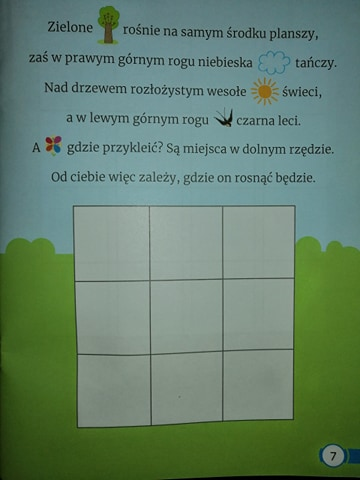 Zielone rośnie na samym środku planszy,
zaś w prawym górnym rogu niebieska tańczy.
Nad drzewem rozłożystym wesołe świeci,
a w lewym górnym rogu czarna leci.
A gdzie przykleić? Są miejsca w dolnym rzędzie.
Od ciebie więc zależy, gdzie on rosnąć będzie.
7